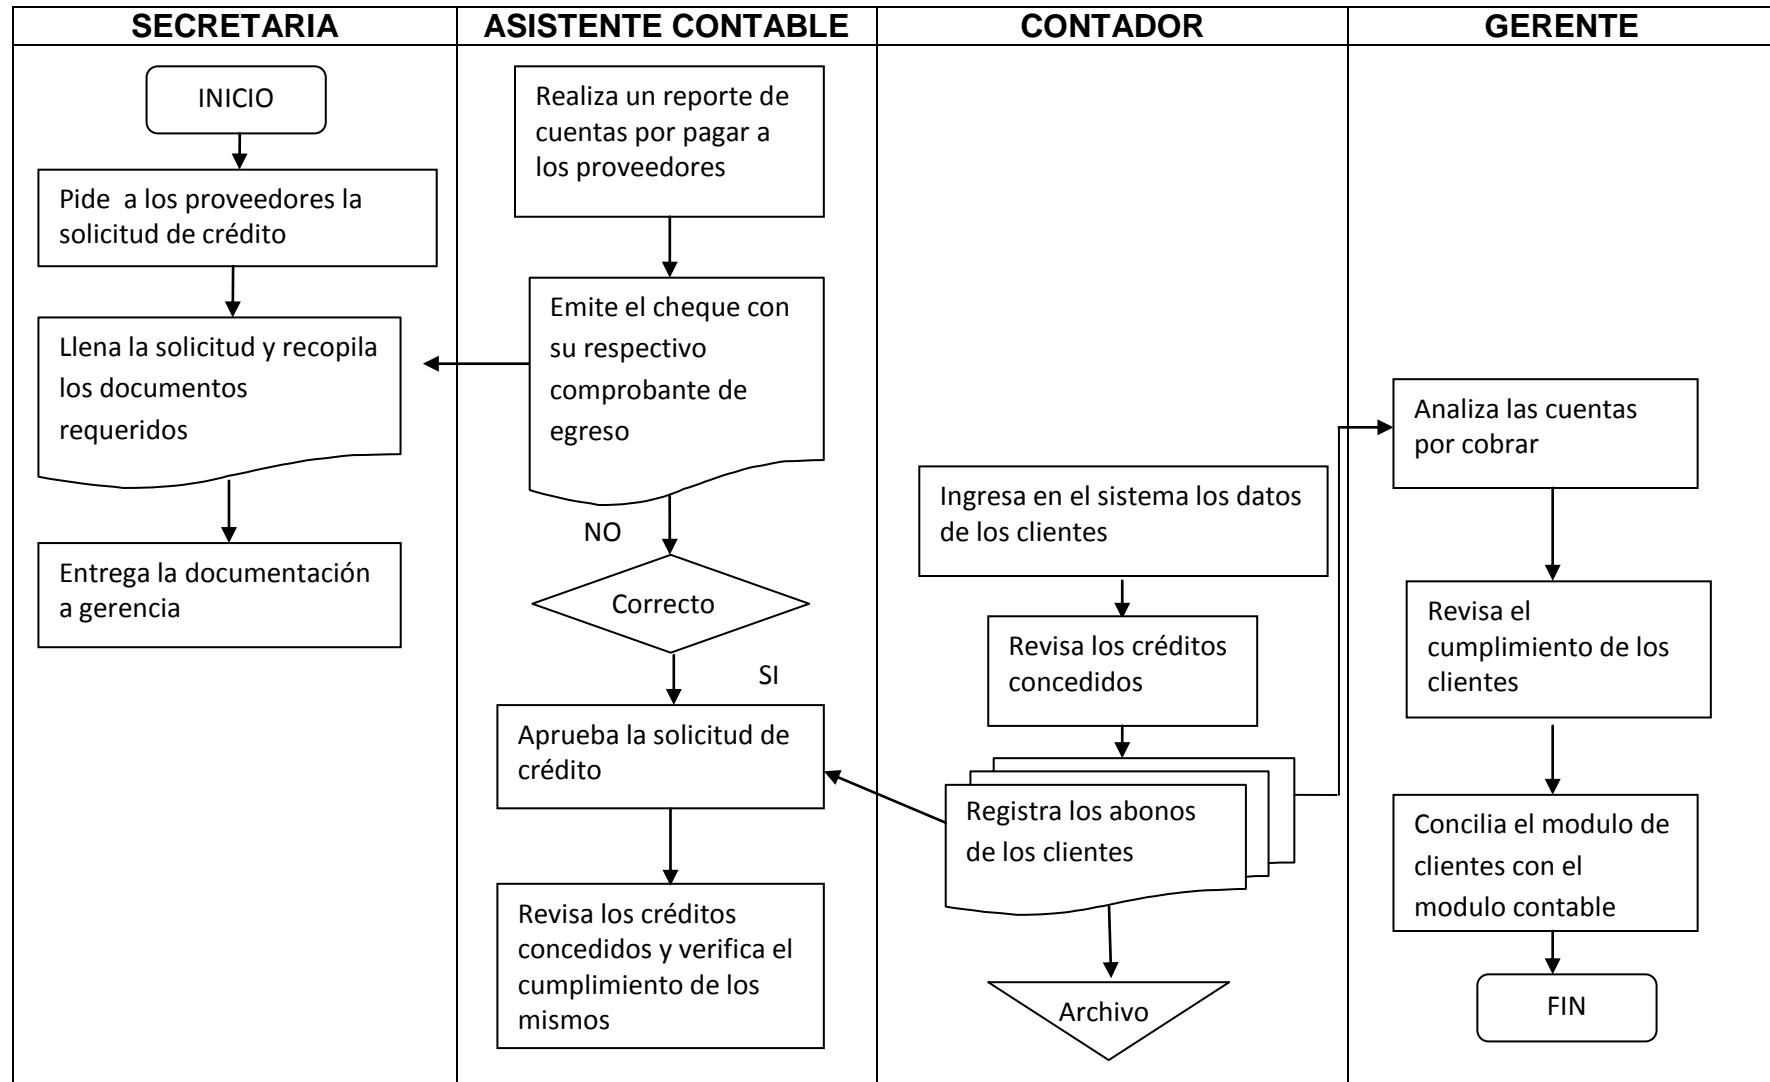 SECRETARIA
ASISTENTE CONTABLE
CONTADOR
GERENTE
INICIO
Pide a los proveedores la
solicitud de crédito
Llena la solicitud y recopila
los documentos
requeridos
Entrega la documentación
a gerencia
Realiza un reporte de
cuentas por pagar a
los proveedores
Emite el cheque con
su respectivo
comprobante de
egreso
NO
Correcto
SI
Aprueba la solicitud de
crédito
Revisa los créditos
concedidos y verifica el
cumplimiento de los
mismos
Ingresa en el sistema los datos
de los clientes
Revisa los créditos
concedidos
Registra los abonos
de los clientes
Archivo
Analiza las cuentas
por cobrar
Revisa el
cumplimiento de los
clientes
Concilia el modulo de
clientes con el
modulo contable
FIN